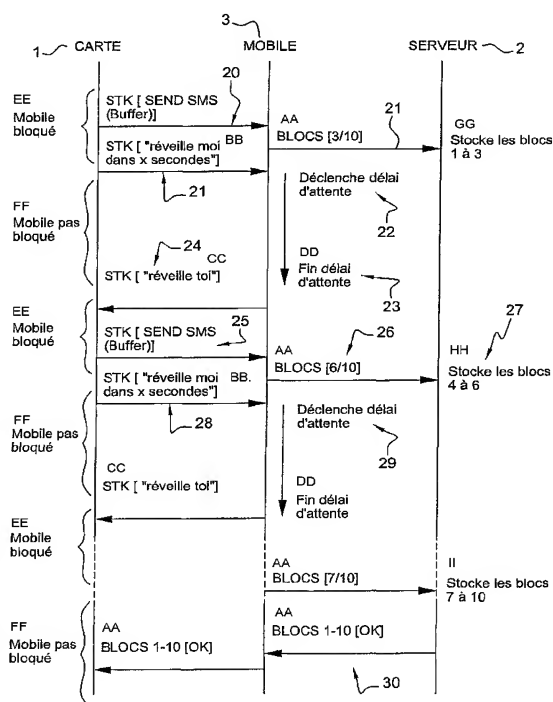 3
1 CARTE MOBILE SERVEUR 2
20
EE
Mobile
bloqué
STK [ SEND SMS
(Buffer)]
AA
BLOCS [3/10]
21
GG
Stocke les blocs
1 à 3
BB
STK [ "réveille moi
dans x secondes"]
21
Déclenche délai
d'attente
22
FF
Mobile pas
bloqué
24
CC
STK [ "réveille toi"]
DD
Fin délai
d'attente
23
EE
Mobile
bloqué
25
STK [ SEND SMS
(Buffer)]
26
AA
BLOCS [6/10]
27
HH
Stocke les blocs
4 à 6
STK [ "réveille moi BB.
dans x secondes"]
28
Déclenche délai
d'attente
29
FF
Mobile pas
bloqué
CC
STK [ "réveille toi"]
DD
Fin délai
d'attente
EE
Mobile
bloqué
AA
BLOCS [7/10]
II
Stocke les blocs
7 à 10
FF
Mobile pas
bloqué
AA
BLOCS 1-10 [OK]
AA
BLOCS 1-10 [OK]
30